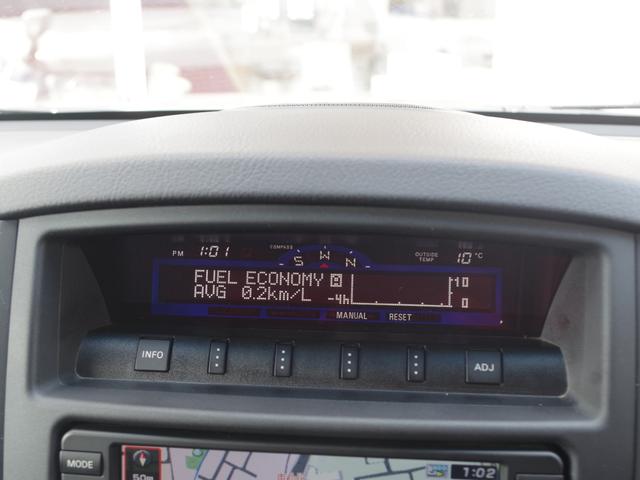 PM 1:01 COMPASS S W N OUTSIDE TEMP 10°C
FUEL ECONOMY 10
AVG 0.2km/L -4h 0
MANUAL RESET
INFO ADJ
MODE 50m 1:02